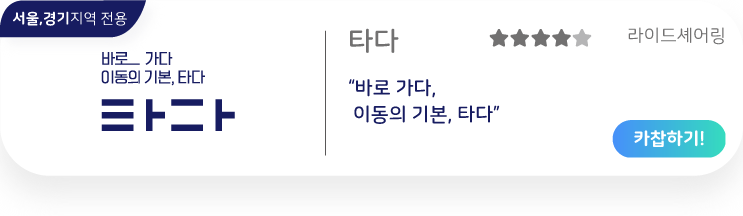 서울,경기지역 전용
바로_ 가다
이동의 기본, 타다
타다
타다
라이드셰어링
“바로 가다,
이동의 기본, 타다”
카찹하기!